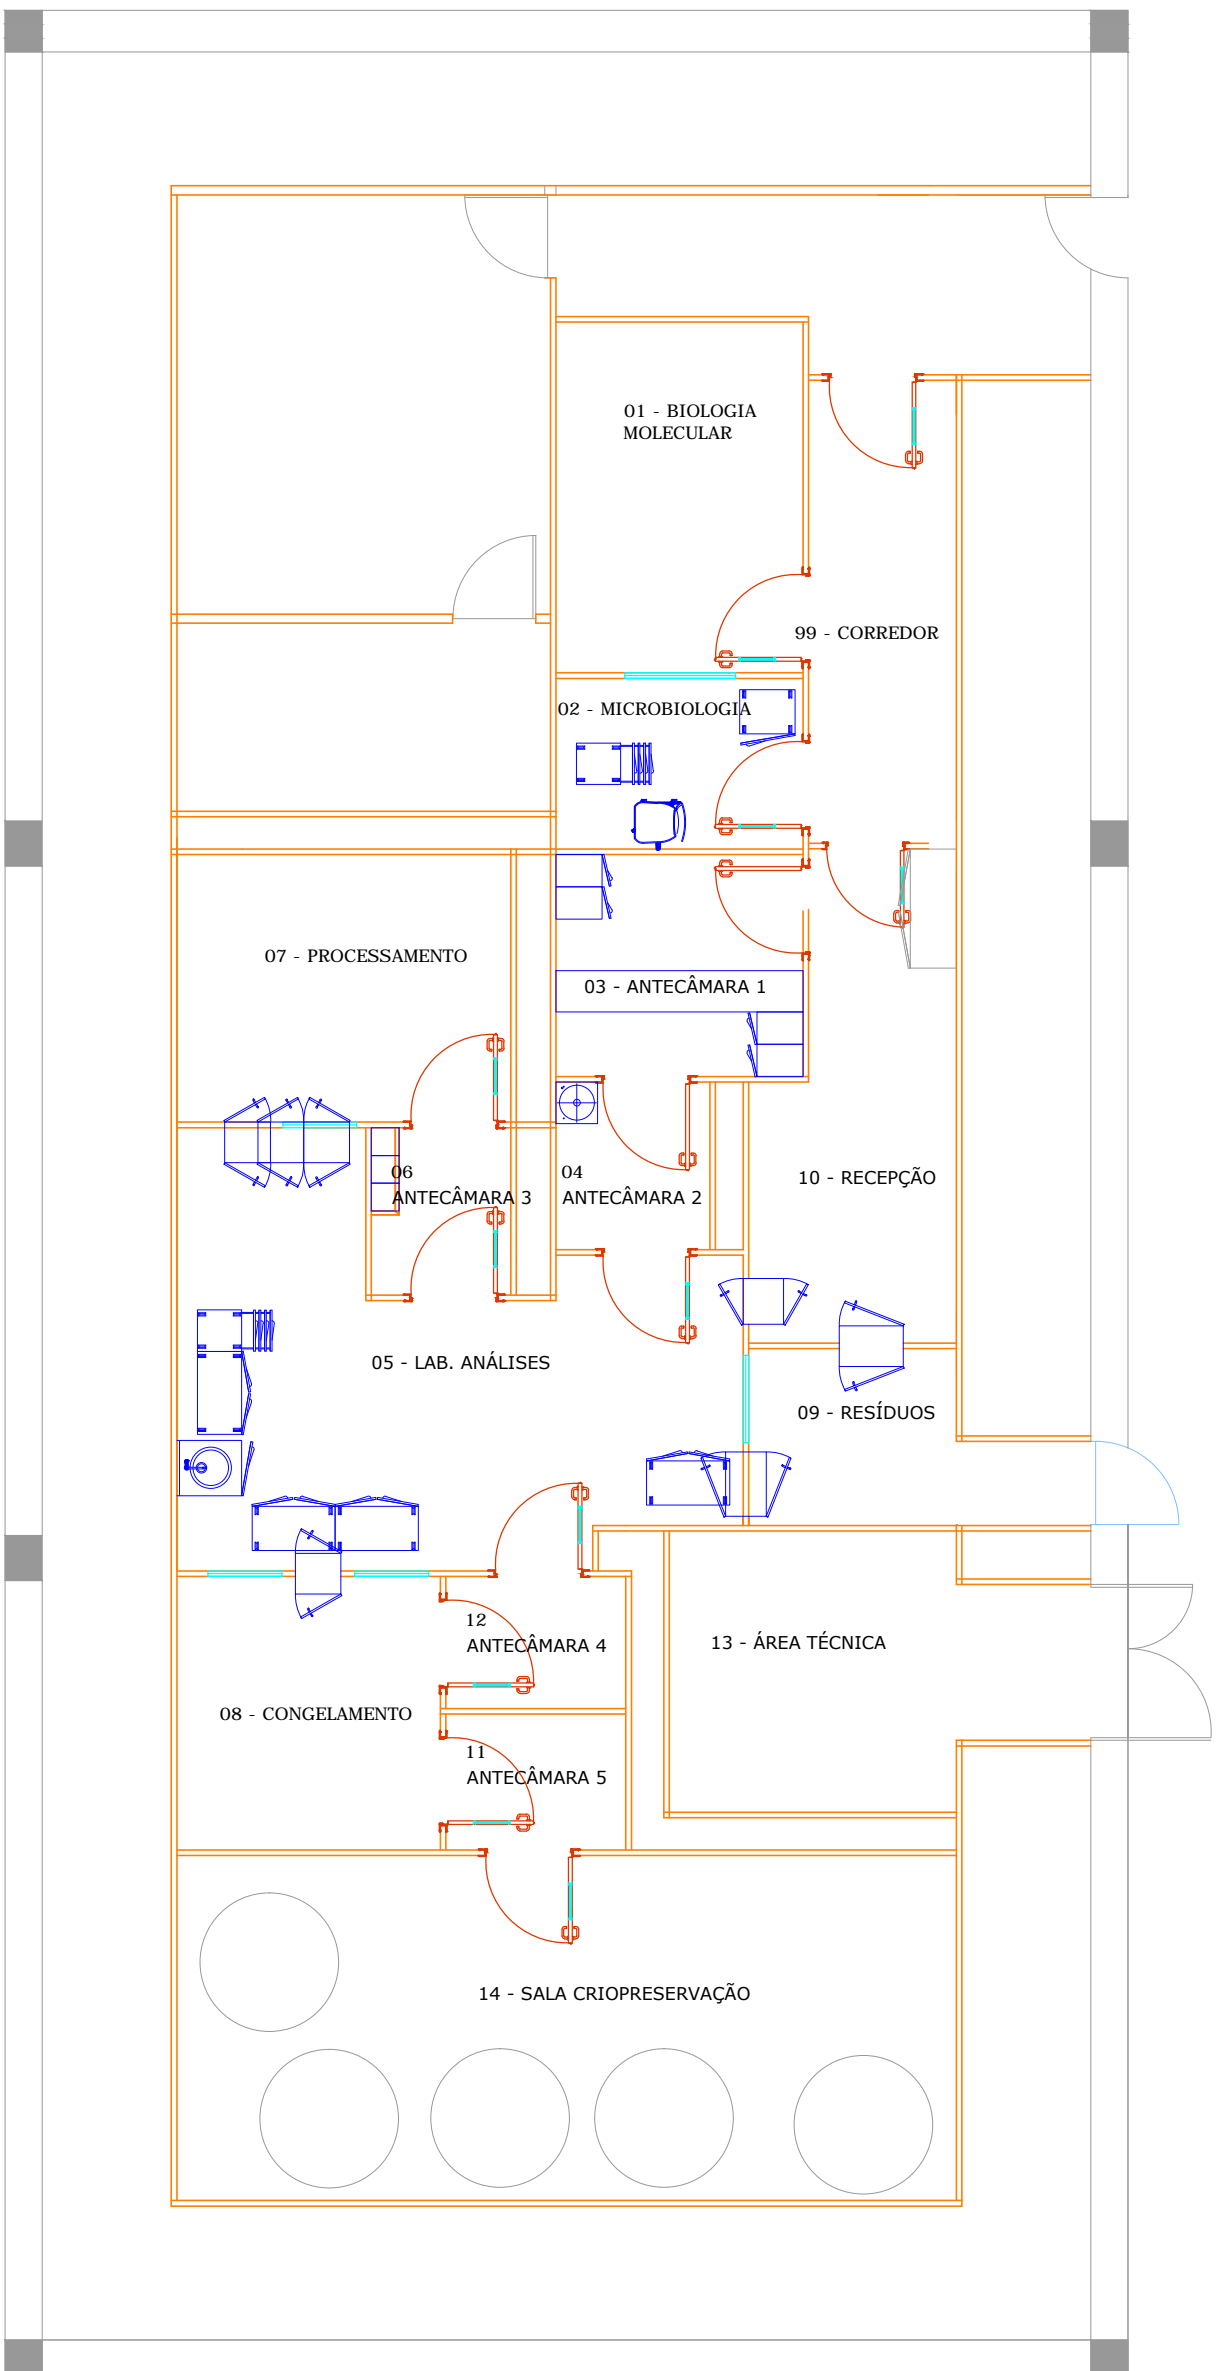 01 - BIOLOGIA
MOLECULAR
99 - CORREDOR
02 - MICROBIOLOGIA
07 - PROCESSAMENTO
03 - ANTECÂMARA 1
06
ANTECÂMARA 3
04
ANTECÂMARA 2
10 - RECEPÇÃO
05 - LAB. ANÁLISES
09 - RESÍDUOS
12
ANTECÂMARA 4
13 - ÁREA TÉCNICA
08 - CONGELAMENTO
11
ANTECÂMARA 5
14 - SALA CRIOPRESERVAÇÃO